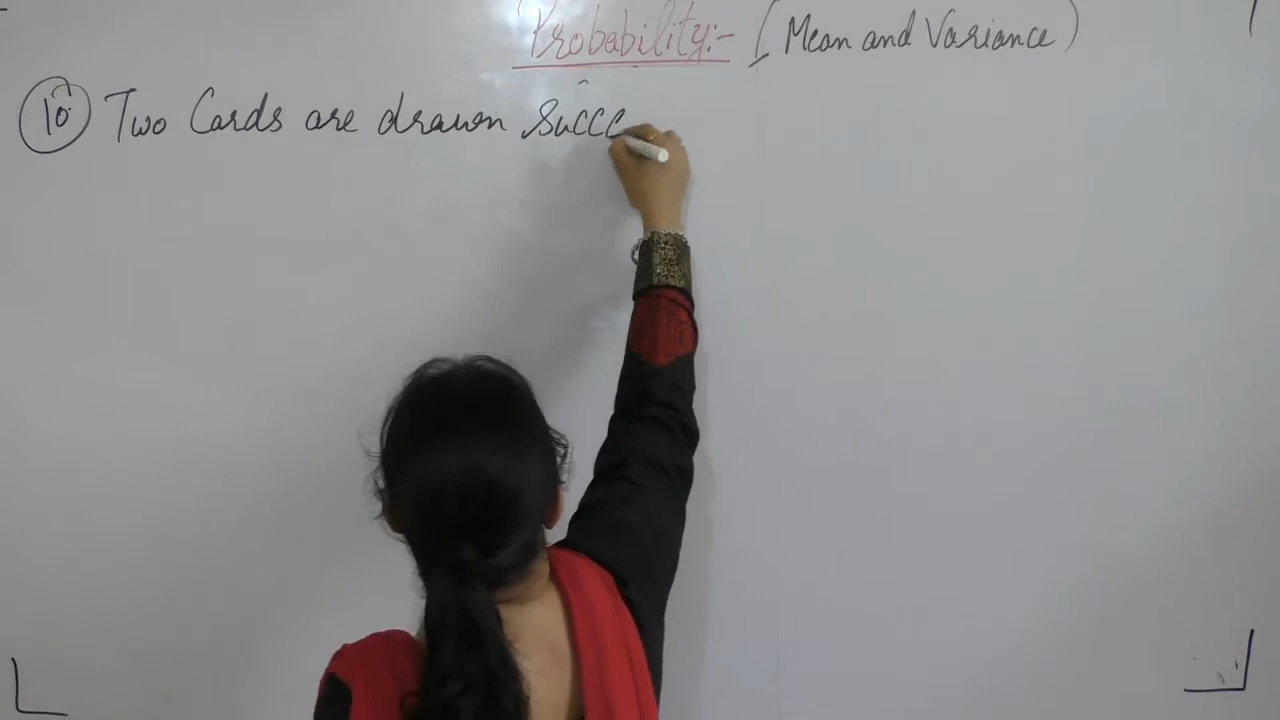 Probability:- (Mean and Variance)
10 Two Cards are drawn Succe